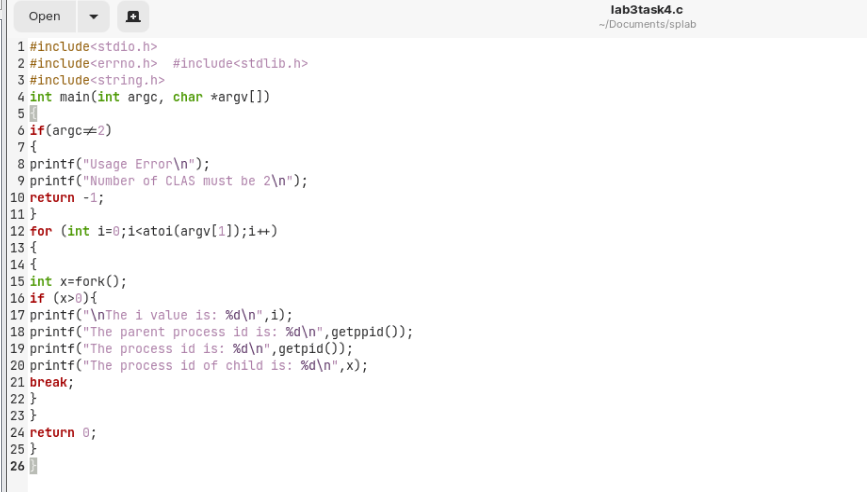 Open
lab3task4.c
~/Documents/splab
1 #include<stdio.h>
2 #include<errno.h>  #include<stdlib.h>
3 #include<string.h>
4 int main(int argc, char *argv[])
5 {
6 if(argc!=2)
7 {
8 printf("Usage Error\n");
9 printf("Number of CLAS must be 2\n");
10 return -1;
11 }
12 for (int i=0;i<atoi(argv[1]);i++)
13 {
14 {
15 int x=fork();
16 if (x>0){
17 printf("\nThe i value is: %d\n",i);
18 printf("The parent process id is: %d\n",getppid());
19 printf("The process id is: %d\n",getpid());
20 printf("The process id of child is: %d\n",x);
21 break;
22 }
23 }
24 return 0;
25 }
26 }